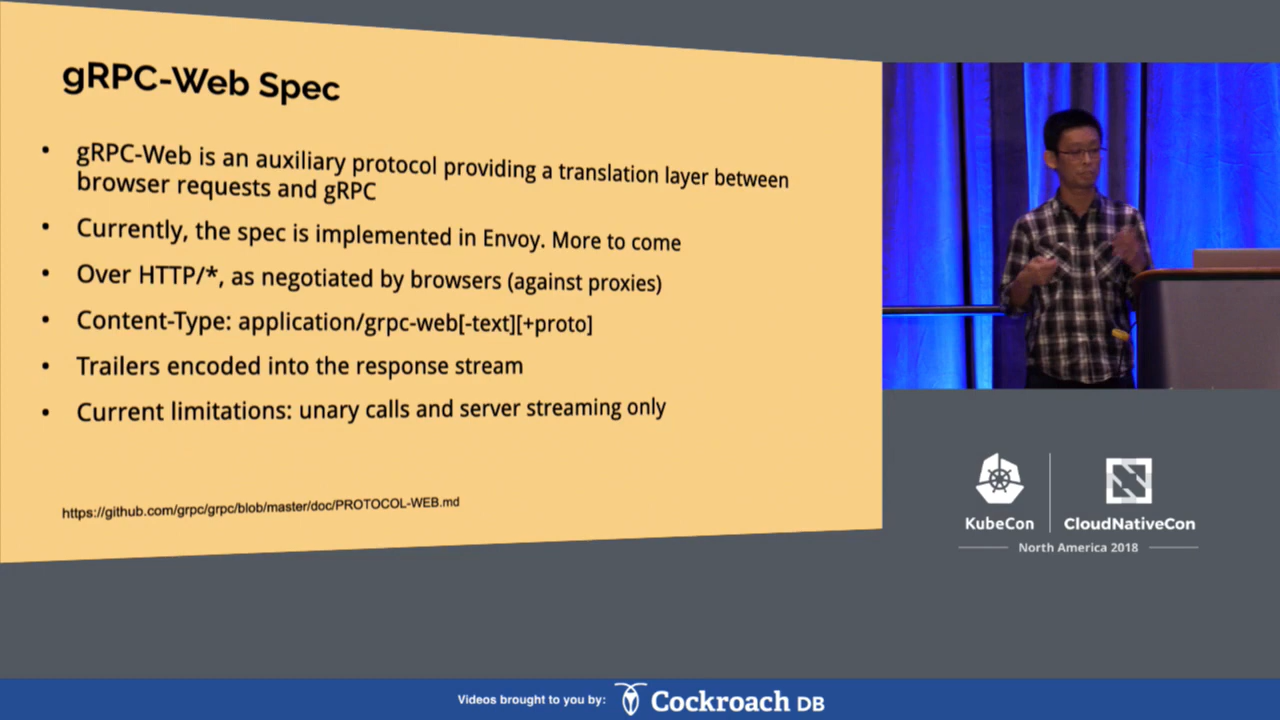 gRPC-Web Spec
• gRPC-Web is an auxiliary protocol providing a translation layer between
browser requests and gRPC
• Currently, the spec is implemented in Envoy. More to come
• Over HTTP/*, as negotiated by browsers (against proxies)
• Content-Type: application/grpc-web[-text][+proto]
• Trailers encoded into the response stream
• Current limitations: unary calls and server streaming only
https://github.com/grpc/grpc/blob/master/doc/PROTOCOL-WEB.md
KubeCon
CloudNativeCon
North America 2018
Videos brought to you by:
Cockroach DB